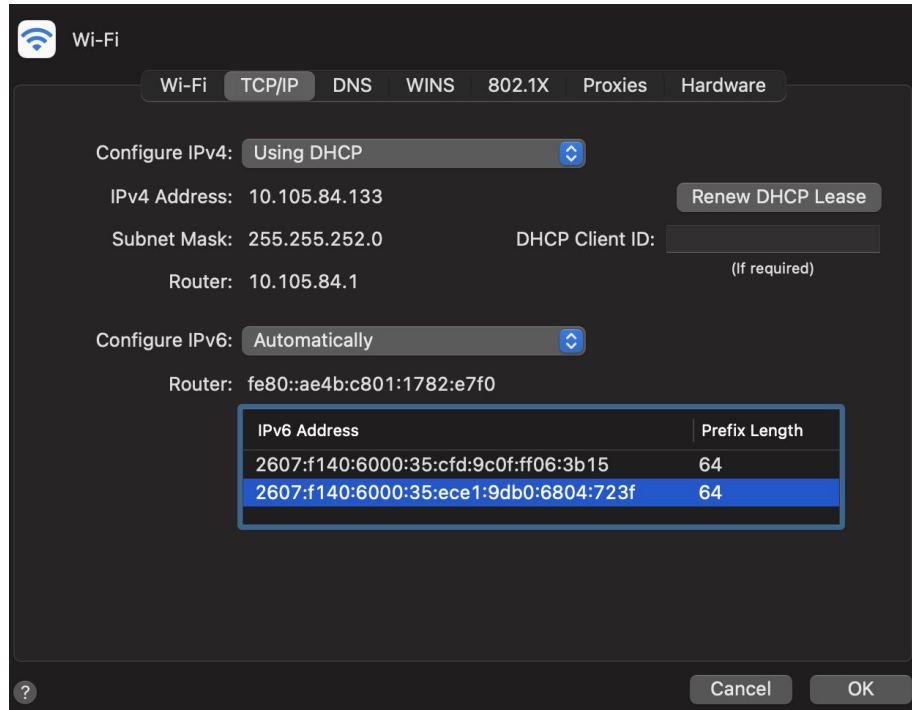 Wi-Fi
Wi-Fi TCP/IP DNS WINS 802.1X Proxies Hardware
Configure IPv4: Using DHCP
IPv4 Address: 10.105.84.133 Renew DHCP Lease
Subnet Mask: 255.255.252.0 DHCP Client ID:
(If required)
Router: 10.105.84.1
Configure IPv6: Automatically
Router: fe80::ae4b:c801:1782:e7f0
IPv6 Address Prefix Length
2607:f140:6000:35:cfd:9c0f:ff06:3b15 64
2607:f140:6000:35:ece1:9db0:6804:723f 64
? Cancel OK